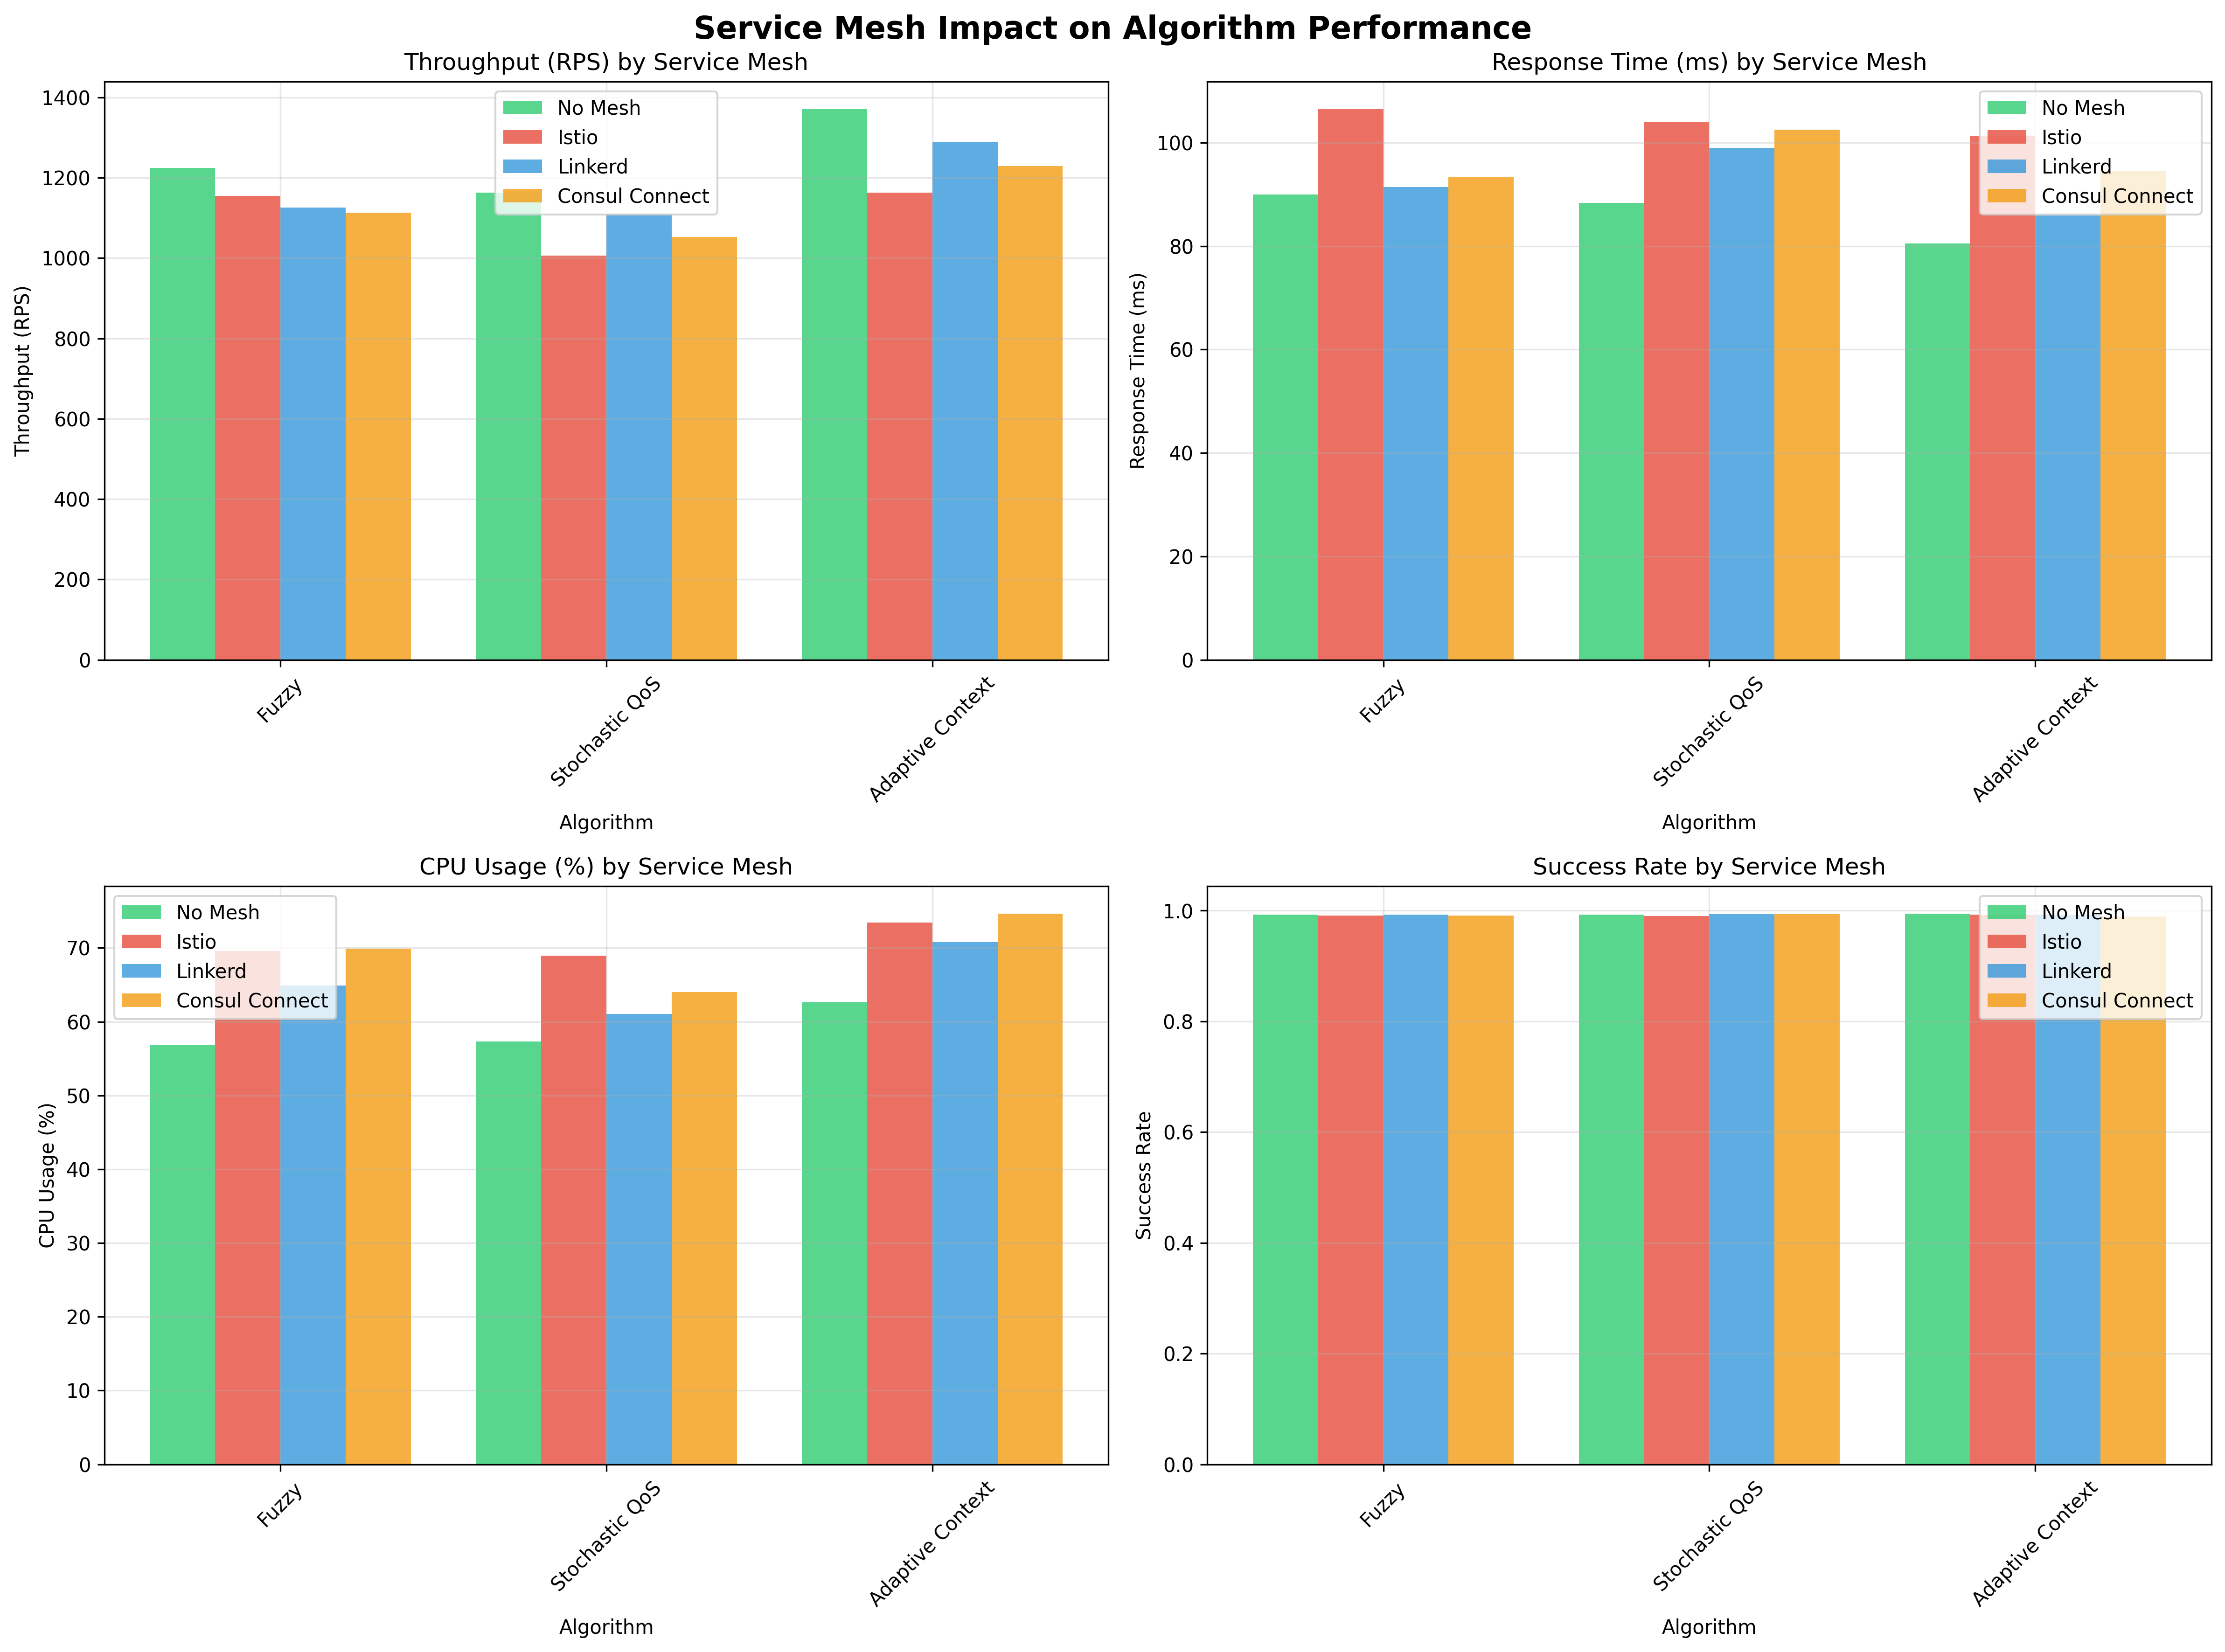 Service Mesh Impact on Algorithm Performance
Throughput (RPS) by Service Mesh
Throughput (RPS)
1400
1200
1000
800
600
400
200
0
No Mesh
Istio
Linkerd
Consul Connect
Fuzzy
Stochastic QoS
Adaptive Context
Algorithm
Response Time (ms) by Service Mesh
Response Time (ms)
100
80
60
40
20
0
No Mesh
Istio
Linkerd
Consul Connect
Fuzzy
Stochastic QoS
Adaptive Context
Algorithm
CPU Usage (%) by Service Mesh
CPU Usage (%)
70
60
50
40
30
20
10
0
No Mesh
Istio
Linkerd
Consul Connect
Fuzzy
Stochastic QoS
Adaptive Context
Algorithm
Success Rate by Service Mesh
Success Rate
1.0
0.8
0.6
0.4
0.2
0.0
No Mesh
Istio
Linkerd
Consul Connect
Fuzzy
Stochastic QoS
Adaptive Context
Algorithm